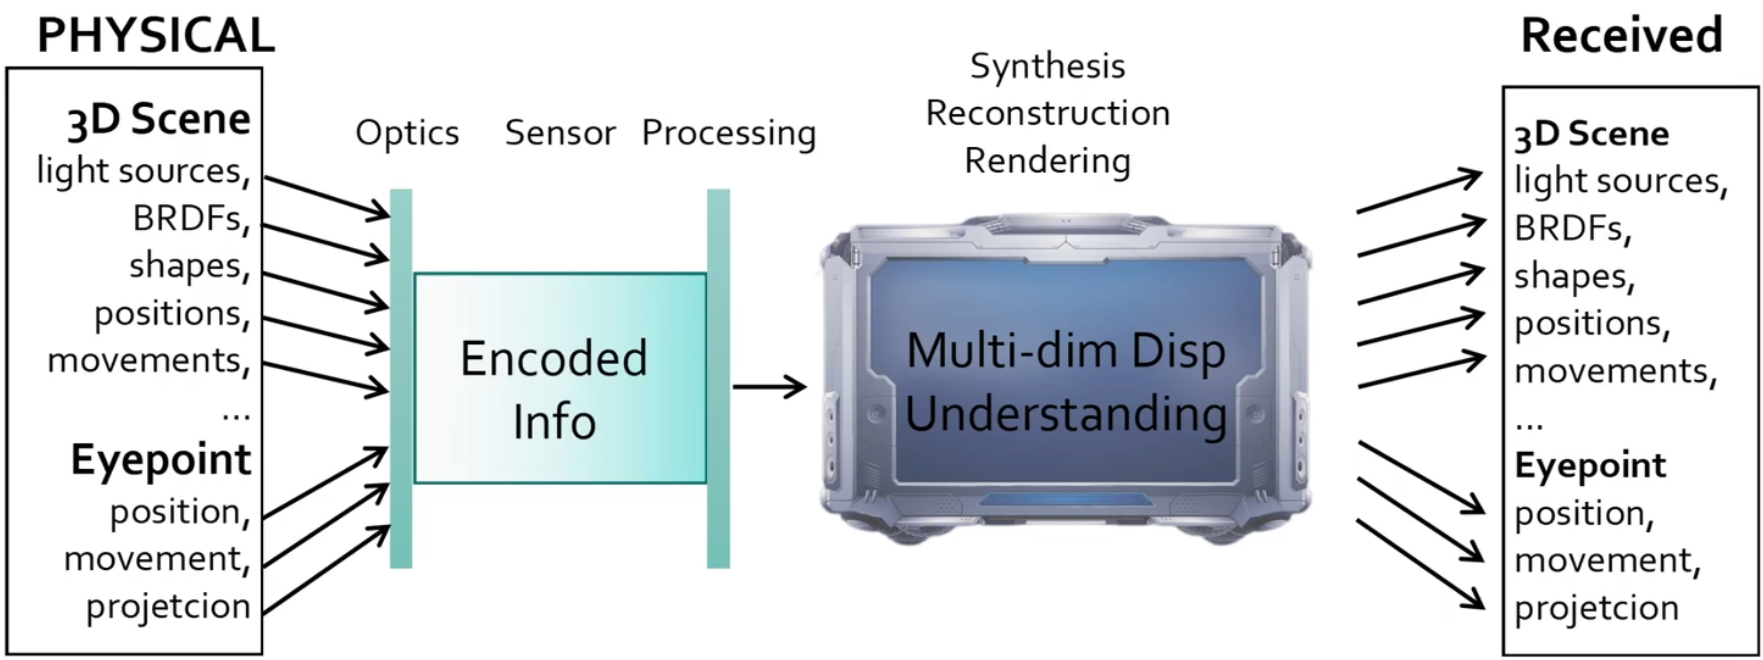 PHYSICAL
3D Scene
light sources,
BRDFs,
shapes,
positions,
movements,
...
Eyepoint
position,
movement,
projetcion
Optics Sensor Processing
Encoded
Info
Synthesis
Reconstruction
Rendering
Multi-dim Disp
Understanding
Received
3D Scene
light sources,
BRDFs,
shapes,
positions,
movements,
...
Eyepoint
position,
movement,
projetcion